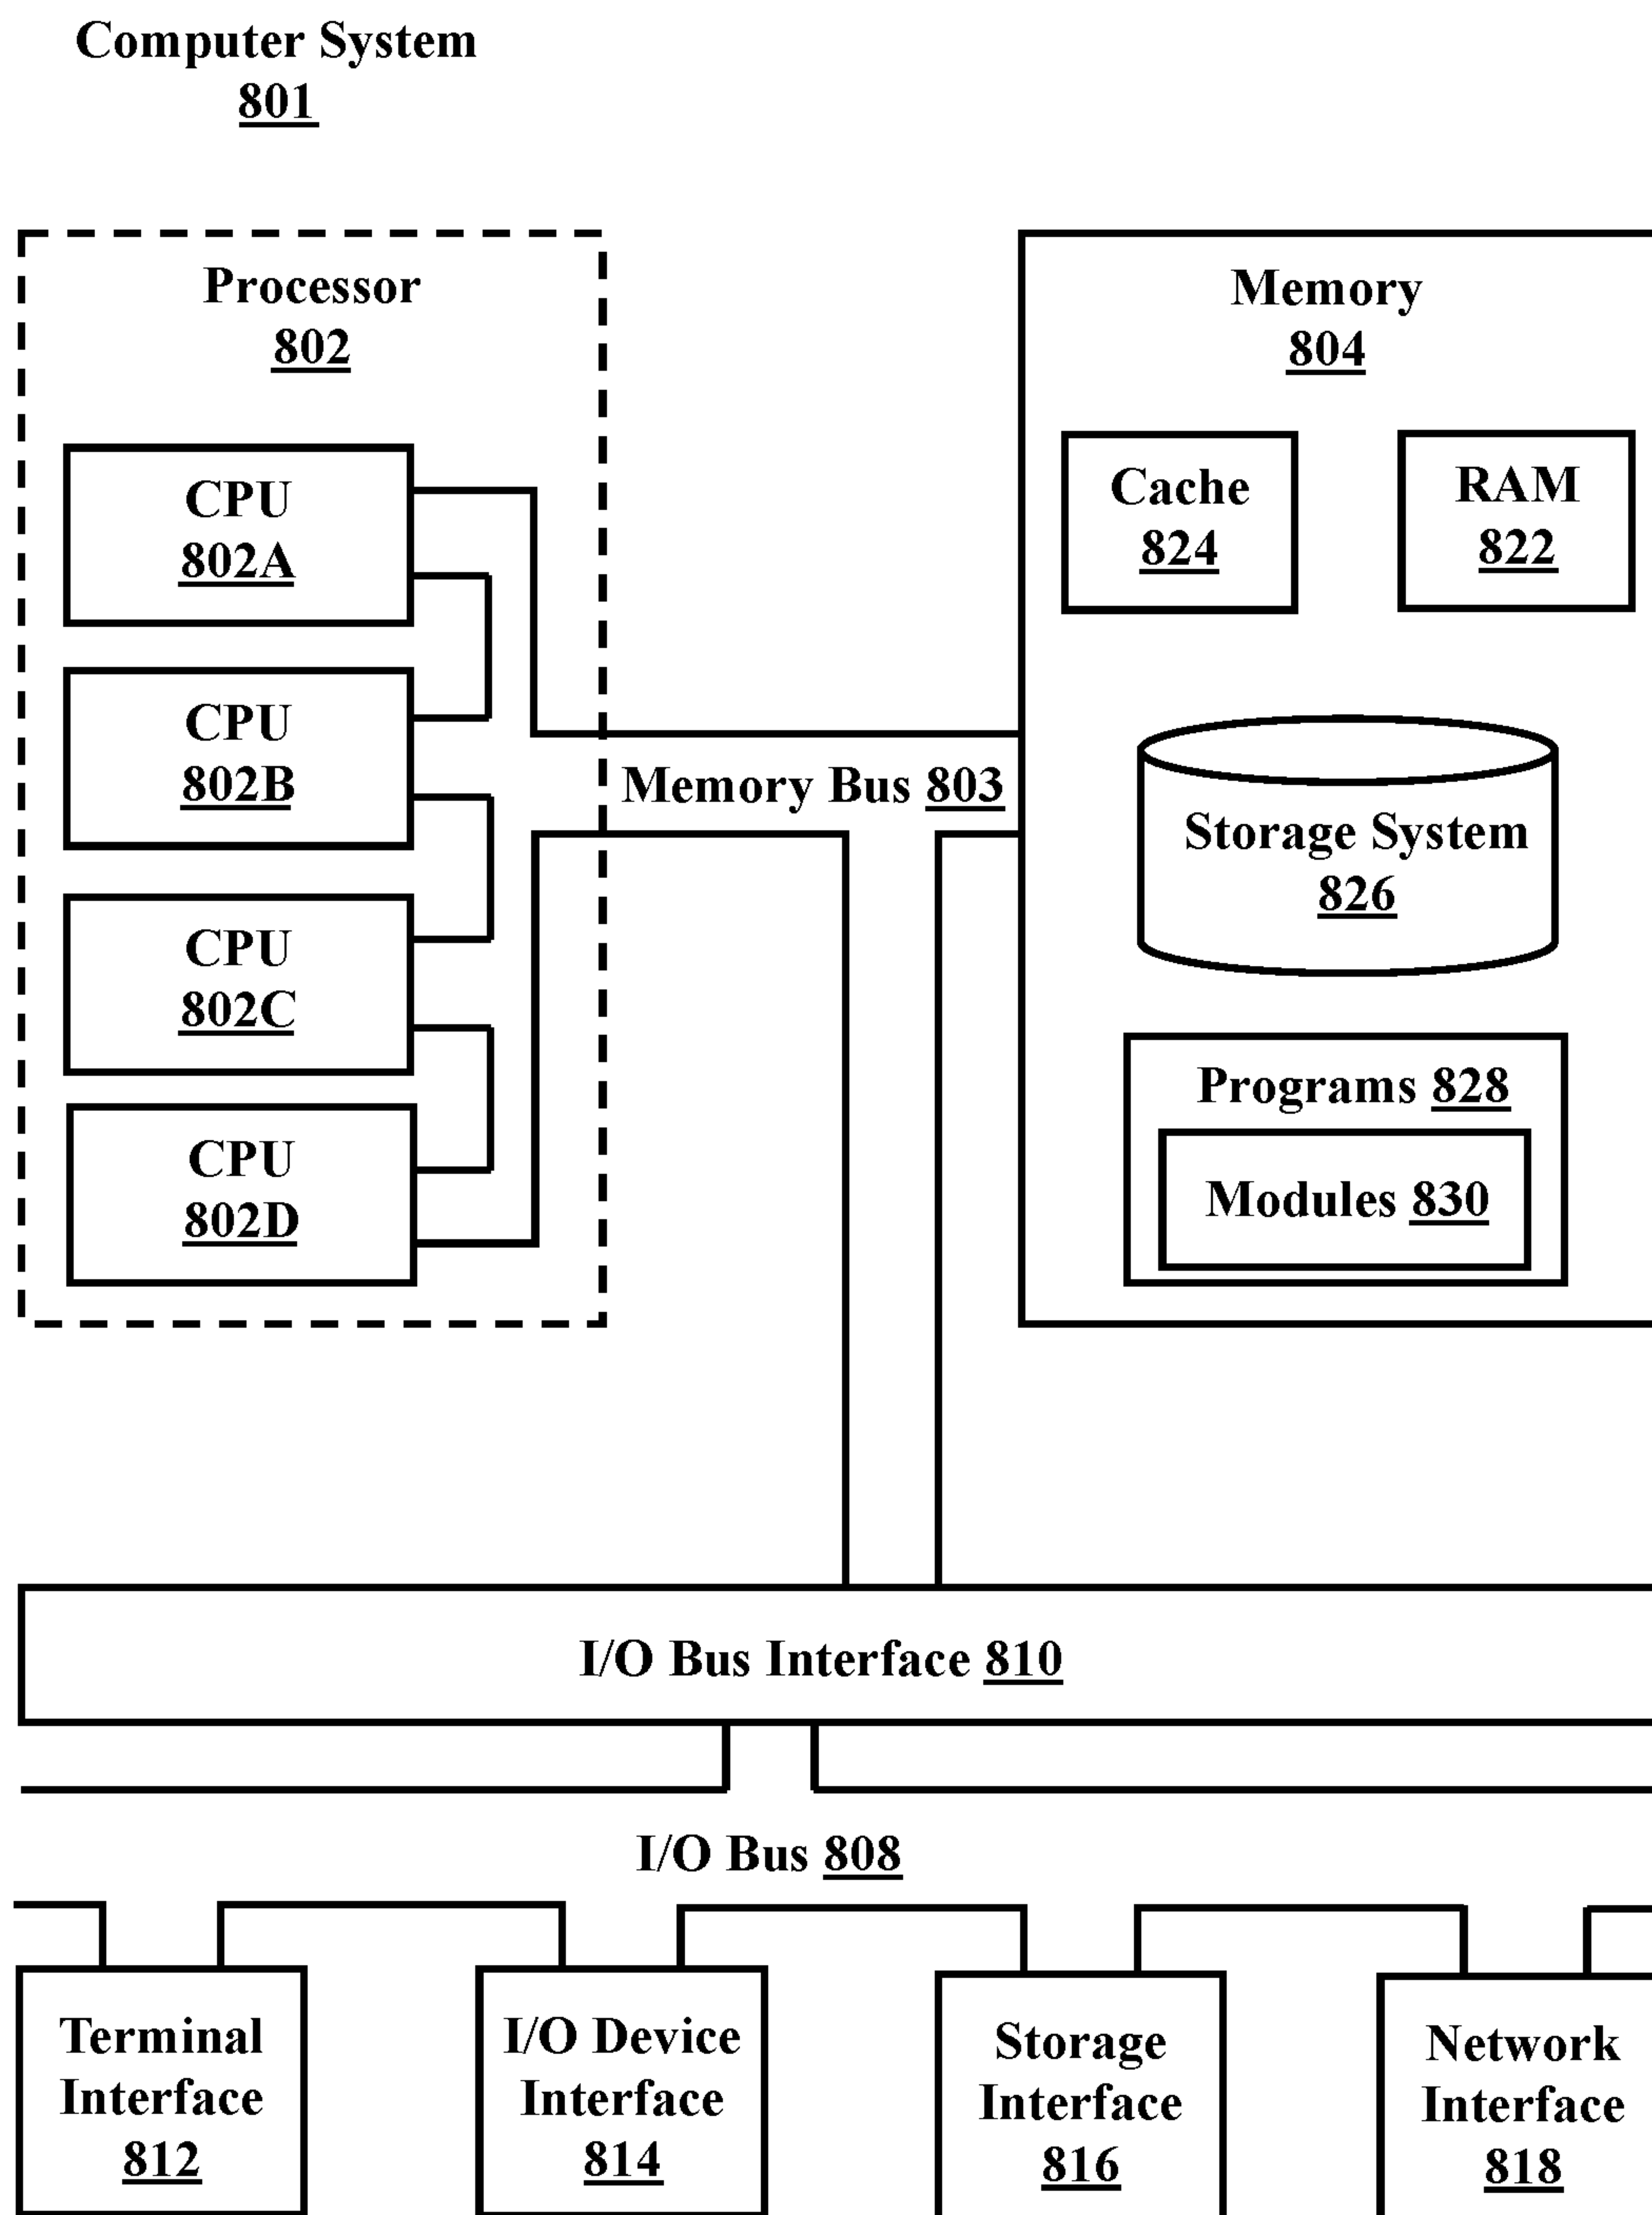 Computer System
801
Processor
802
CPU
802A
CPU
802B
CPU
802C
CPU
802D
Memory Bus 803
Memory
804
Cache
824
RAM
822
Storage System
826
Programs 828
Modules 830
I/O Bus Interface 810
I/O Bus 808
Terminal
Interface
812
I/O Device
Interface
814
Storage
Interface
816
Network
Interface
818